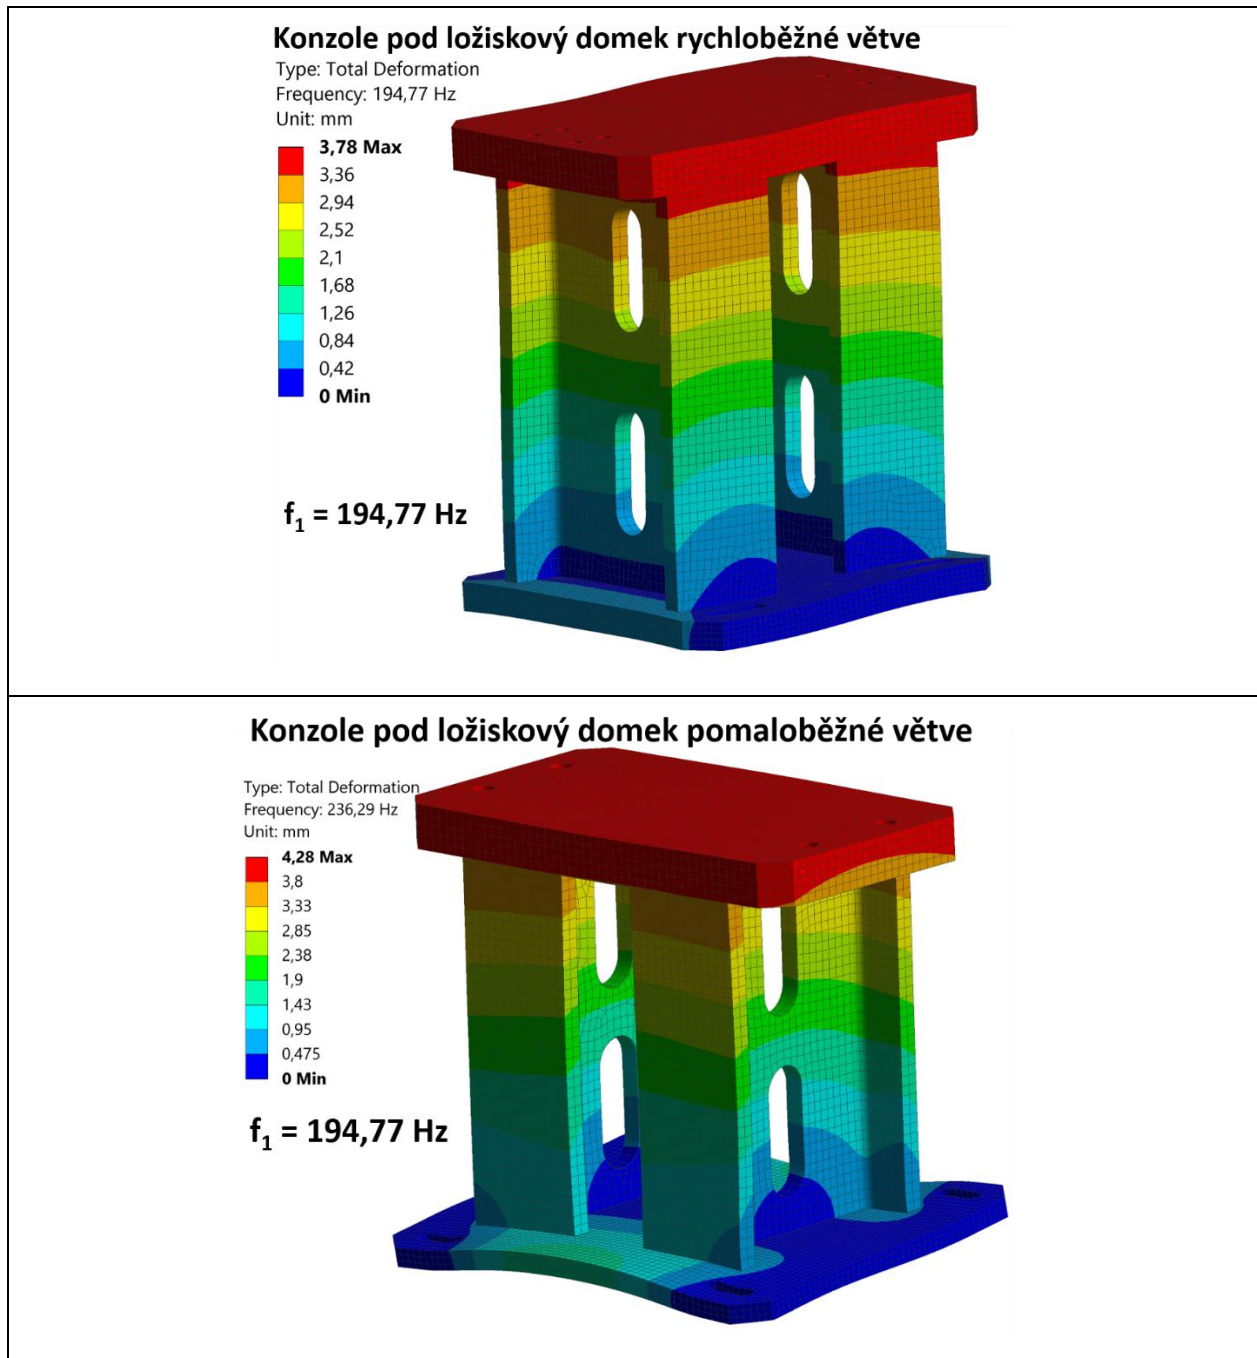 Konzole pod ložiskový domek rychloběžné větve
Type: Total Deformation
Frequency: 194,77 Hz
Unit: mm
3,78 Max
3,36
2,94
2,52
2,1
1,68
1,26
0,84
0,42
0 Min
f1 = 194,77 Hz
Konzole pod ložiskový domek pomaloběžné větve
Type: Total Deformation
Frequency: 236,29 Hz
Unit: mm
4,28 Max
3,8
3,33
2,85
2,38
1,9
1,43
0,95
0,475
0 Min
f1 = 194,77 Hz